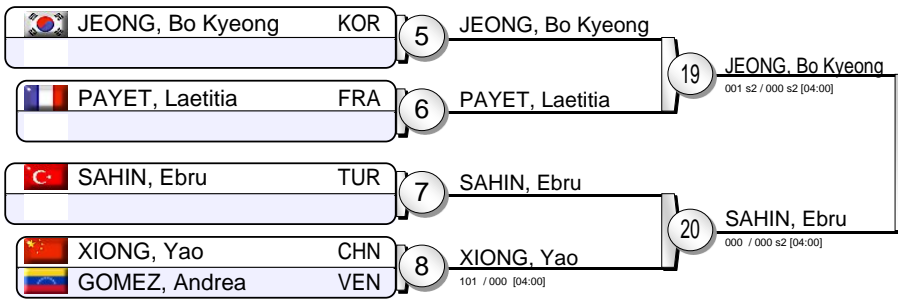 JEONG, Bo Kyeong KOR
5
JEONG, Bo Kyeong
19
JEONG, Bo Kyeong
001 s2 / 000 s2 [04:00]
PAYET, Laetitia FRA
6
PAYET, Laetitia
SAHIN, Ebru TUR
7
SAHIN, Ebru
20
SAHIN, Ebru
000 / 000 s2 [04:00]
XIONG, Yao CHN
GOMEZ, Andrea VEN
8
XIONG, Yao
101 / 000 [04:00]